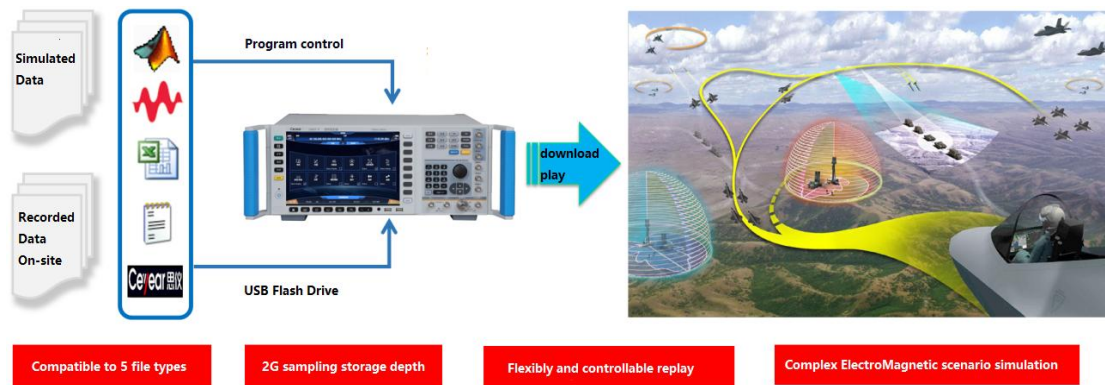 Simulated
Data
Program control
download
play
Recorded
Data
On-site
Ceyear思仪
USB Flash Drive
Compatible to 5 file types
2G sampling storage depth
Flexibly and controllable replay
Complex ElectroMagnetic scenario simulation